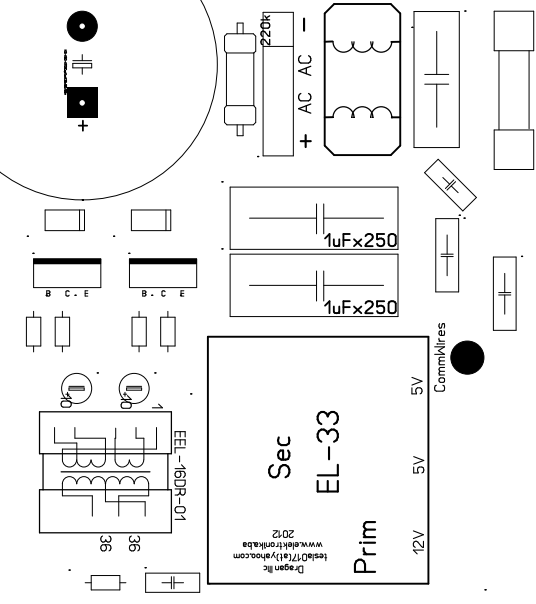 220k
−
AC
AC
+
+
1uFx250
1uFx250
B C E
B C E
CommWires
10
10
1
EEL-16DR-01
36
36
Sec
EL-33
Prim
5V
5V
12V
Dragan Ilic
tesla017(at)yahoo.com
www.elektronika.ba
2012